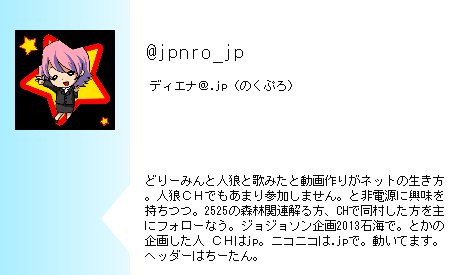 @jpnro_jp
ディエナ@.jp (のくぷろ)
どりーみんと人狼と歌みたと動画作りがネットの生き方
。人狼ＣＨでもあまり参加しません。と非電源に興味を
持ちつつ。2525の森林関連解る方、CHで同村した方を主
にフォローなう。ジョジョソン企画2013石海で。とかの
企画した人 ＣＨはjp。ニコニコは.jpで。動いてます。
ヘッダーはちーたん。